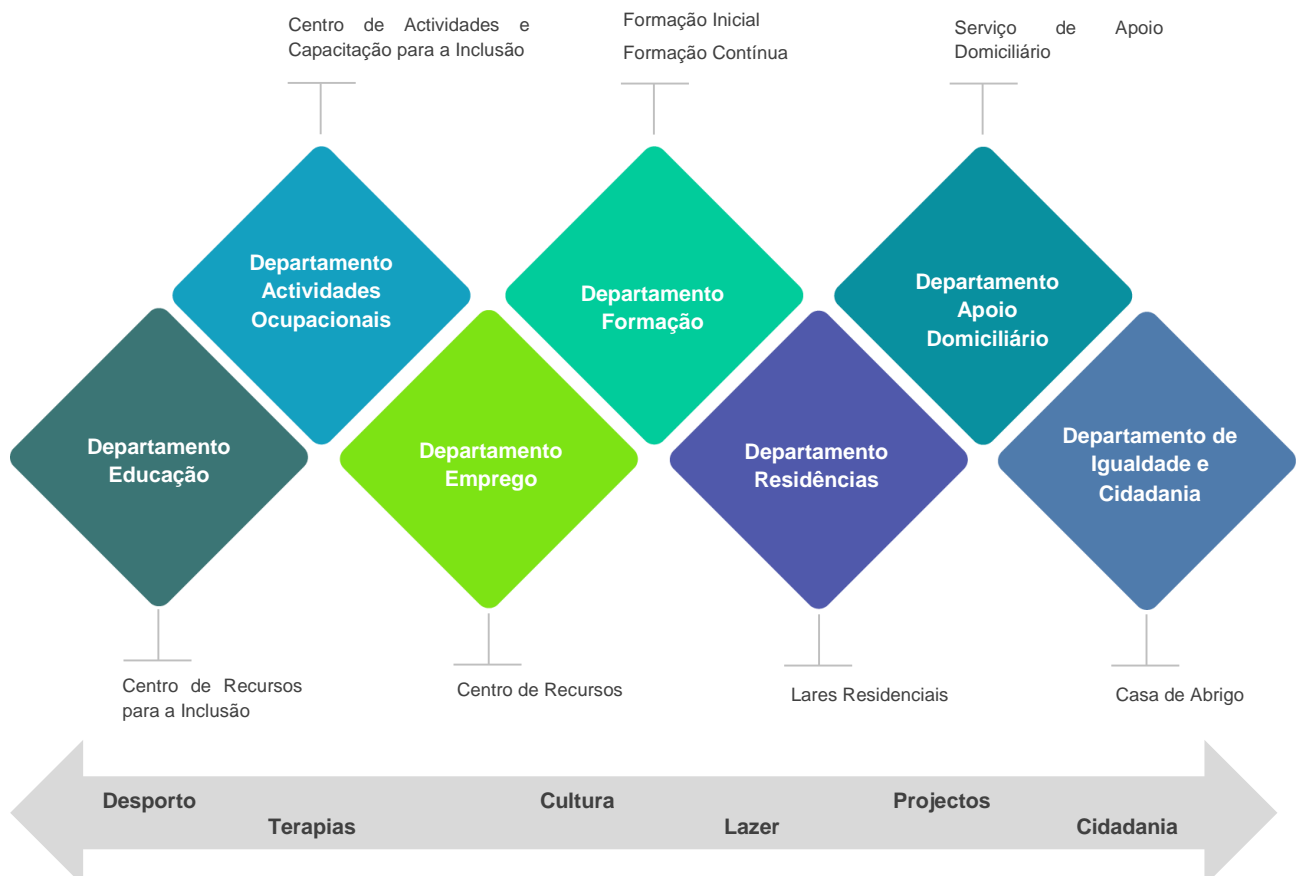 Centro de Actividades e
Capacitação para a Inclusão
Formação Inicial
Formação Contínua
Serviço de Apoio
Domiciliário
Departamento
Actividades
Ocupacionais
Departamento
Formação
Departamento
Apoio
Domiciliário
Departamento
Educação
Departamento
Emprego
Departamento
Residências
Departamento de
Igualdade e
Cidadania
Centro de Recursos
para a Inclusão
Centro de Recursos
Lares Residenciais
Casa de Abrigo
Desporto
Cultura
Projectos
Terapias
Lazer
Cidadania